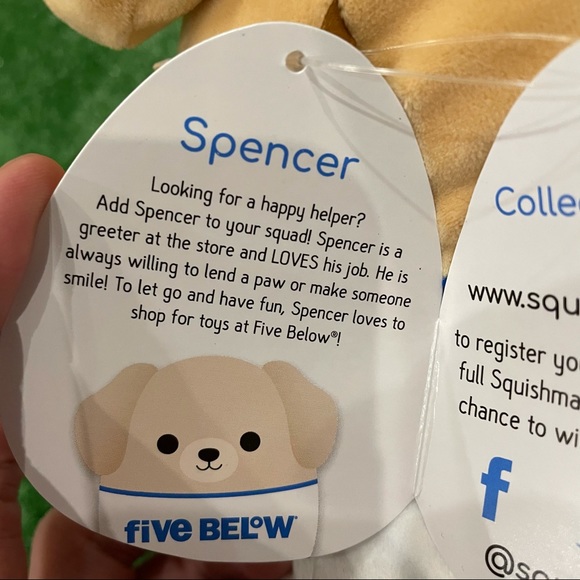 Spencer
Looking for a happy helper?
Add Spencer to your squad! Spencer is a
greeter at the store and LOVES his job. He is
always willing to lend a paw or make someone
smile! To let go and have fun, Spencer loves to
shop for toys at Five Below®!
five BEL°W
Colle
www.squ
to register yo
full Squishma
chance to wi
f
@sq